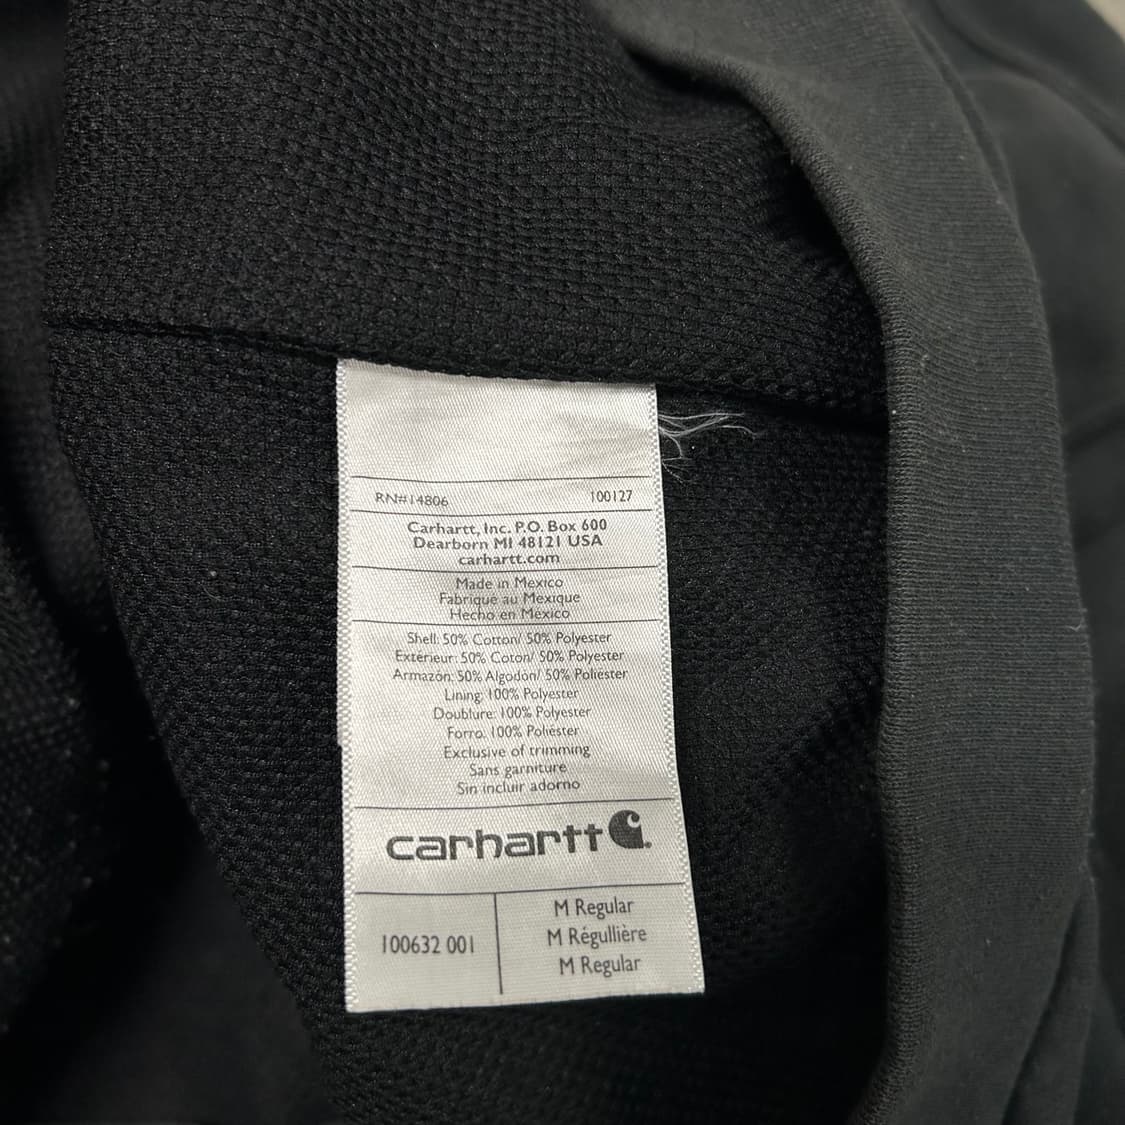 RN#14806 100127
Carhartt, Inc. P.O. Box 600
Dearborn MI 48121 USA
carhartt.com
Made in Mexico
Fabriqué au Mexique
Hecho en México
Shell: 50% Cotton/ 50% Polyester
Extérieur: 50% Coton/ 50% Polyester
Armazón: 50% Algodon/ 50% Poliester
Lining: 100% Polyester
Doublure: 100% Polyester
Forro: 100% Poliester
Exclusive of trimming
Sans garniture
Sin incluir adorno
carhartt
100632 001
M Regular
M Régullière
M Regular